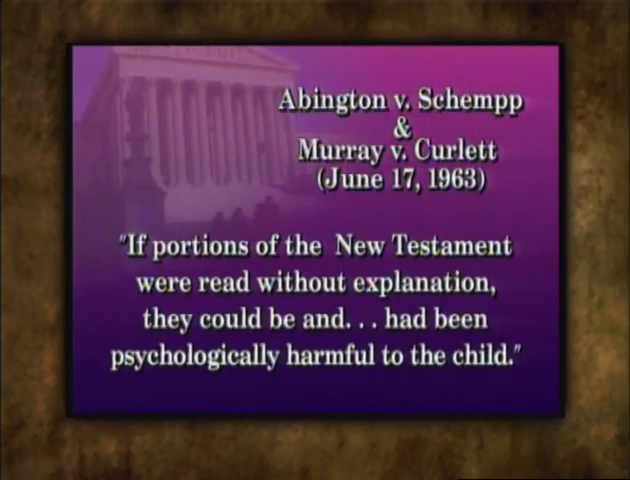 Abington v. Schempp
&
Murray v. Curlett
(June 17, 1963)
"If portions of the New Testament
were read without explanation,
they could be and. . . had been
psychologically harmful to the child."